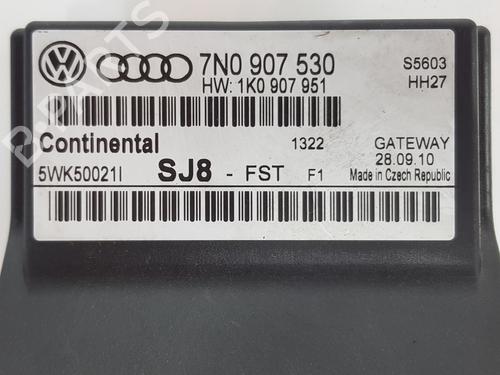 7N0 907 530 S5603
HW: 1K0 907 951 HH27
Continental 1322 GATEWAY
28.09.10
5WK50021I SJ8 - FST F1 Made in Czech Republic
B-PARTS